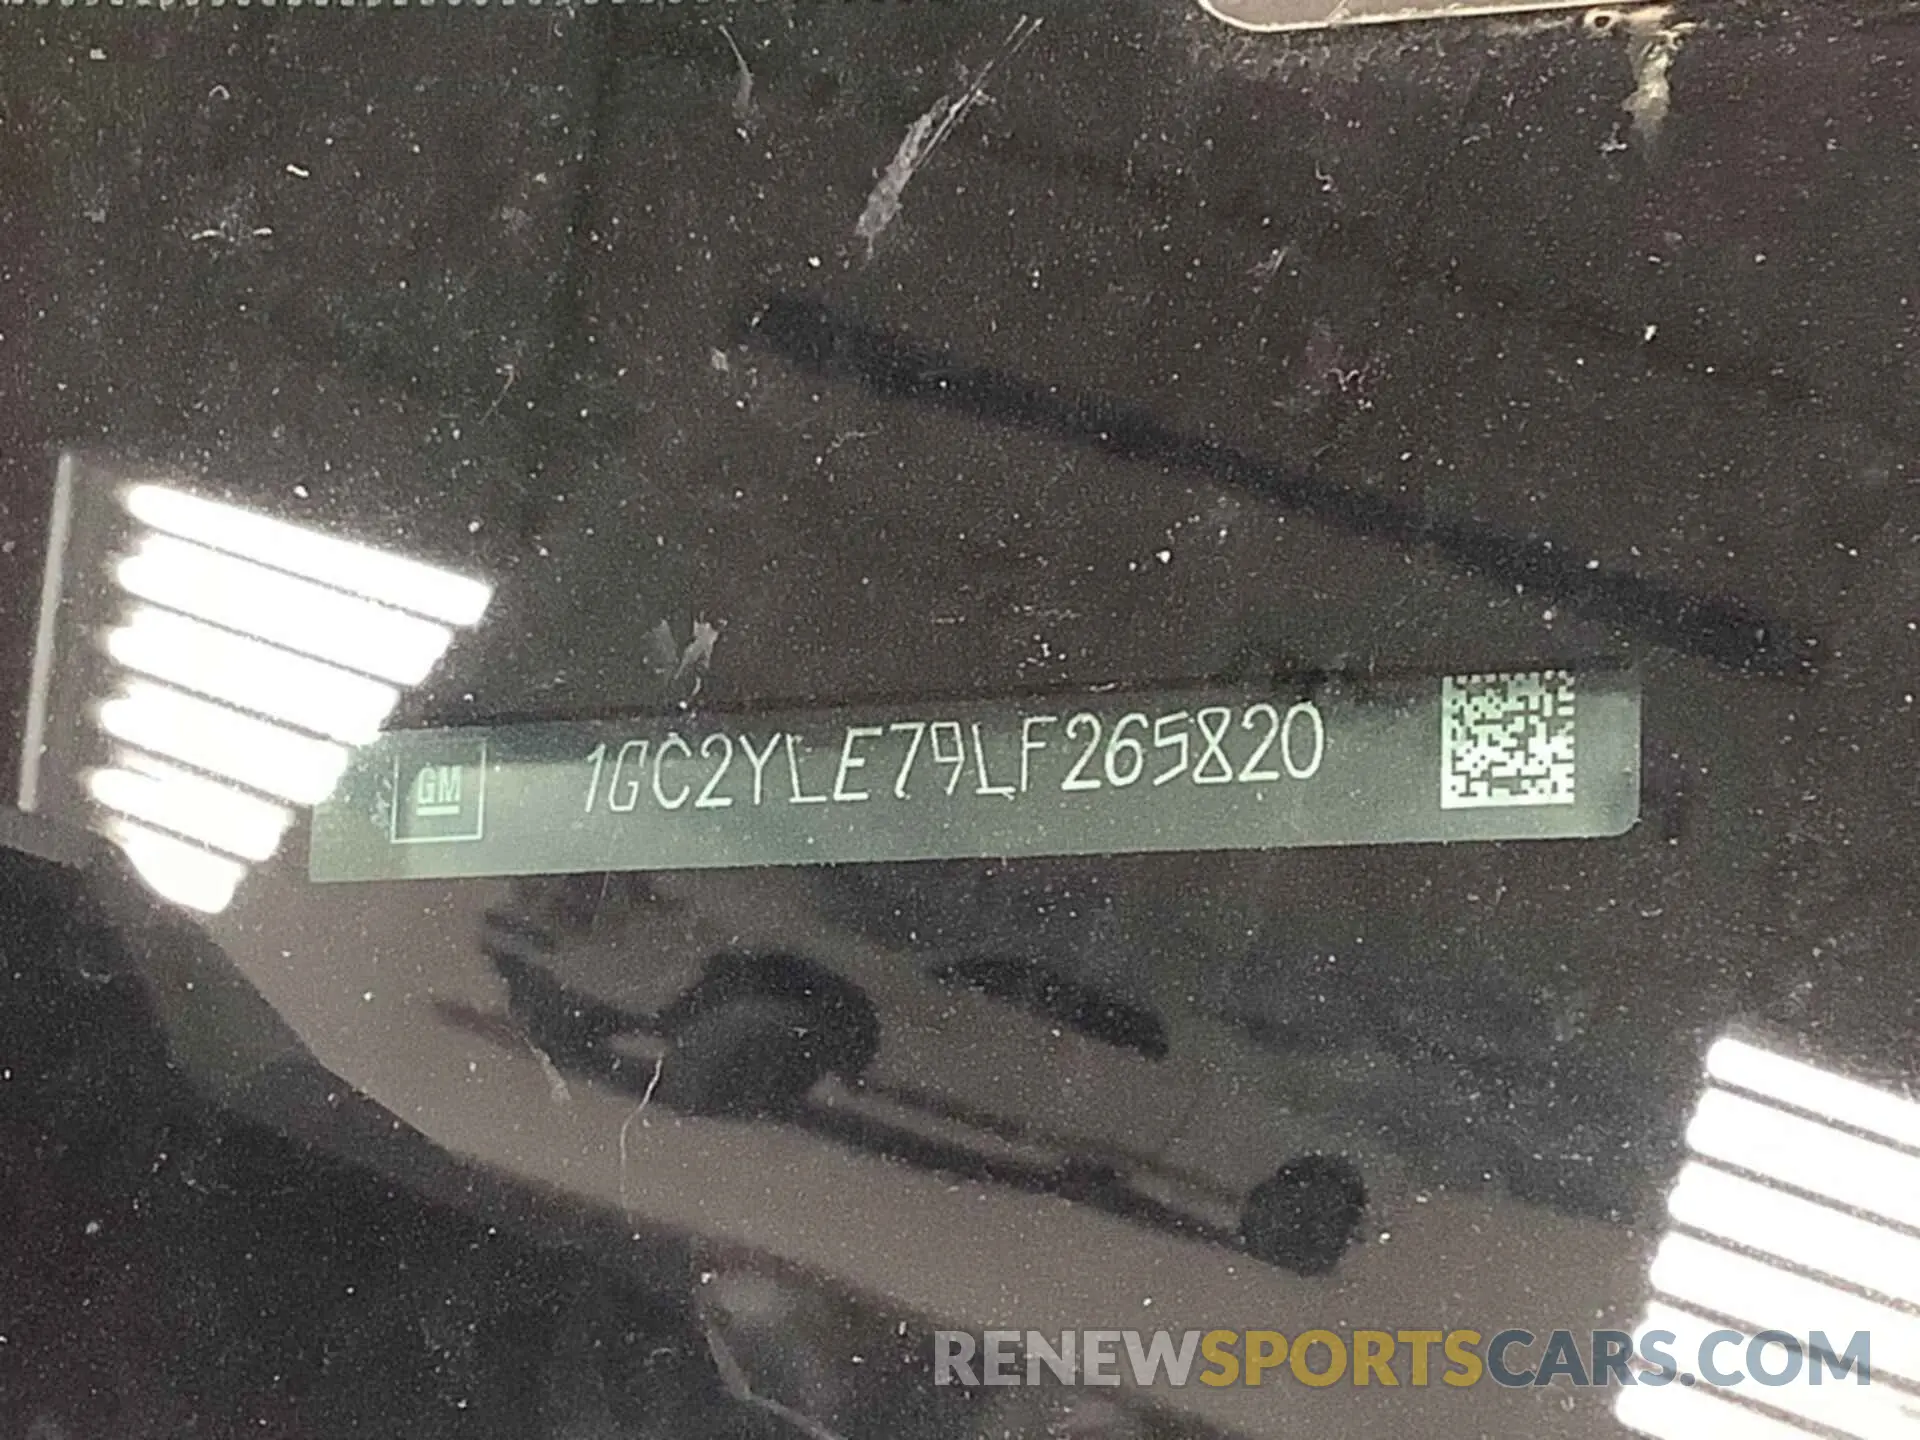 GM 1GC2YLE79LF265820
RENEWSPORTSCARS.COM